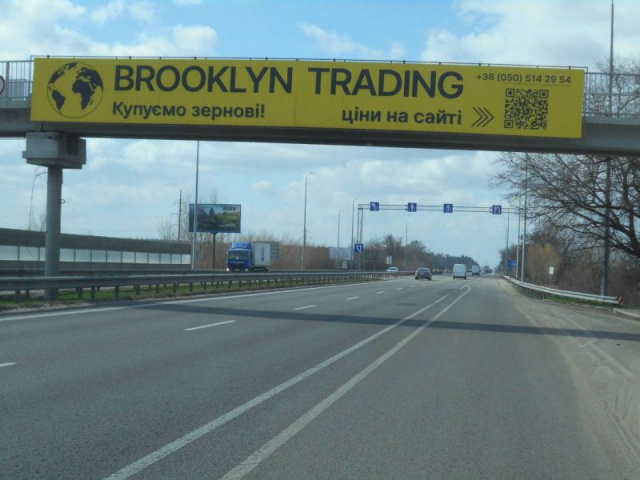 BROOKLYN TRADING
+38 (050) 514 29 54
Купуємо зернові!
ціни на сайті